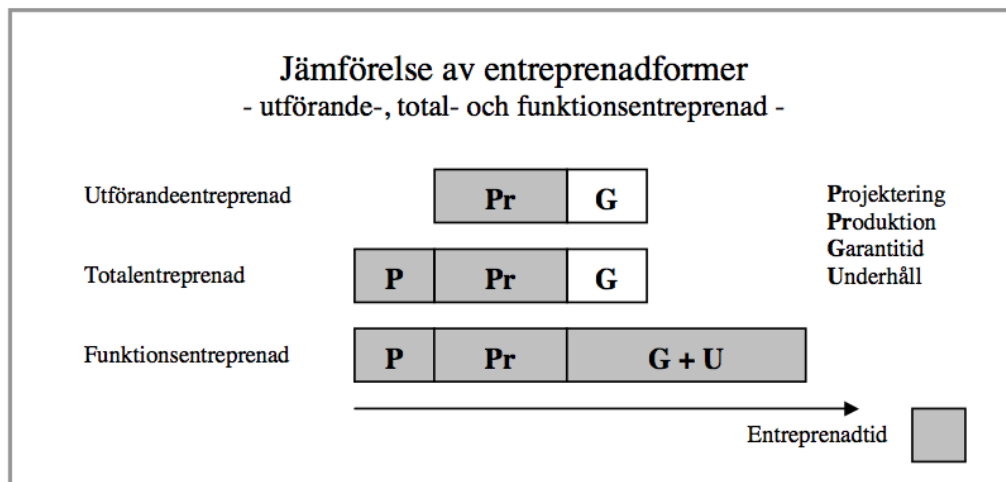 Jämförelse av entreprenadformer
- utförande-, total- och funktionsentreprenad -
Utförandeentreprenad
Pr
G
Projektering
Produktion
Garantitid
Underhåll
Totalentreprenad
P
Pr
G
Funktionsentreprenad
P
Pr
G + U
Entreprenadtid